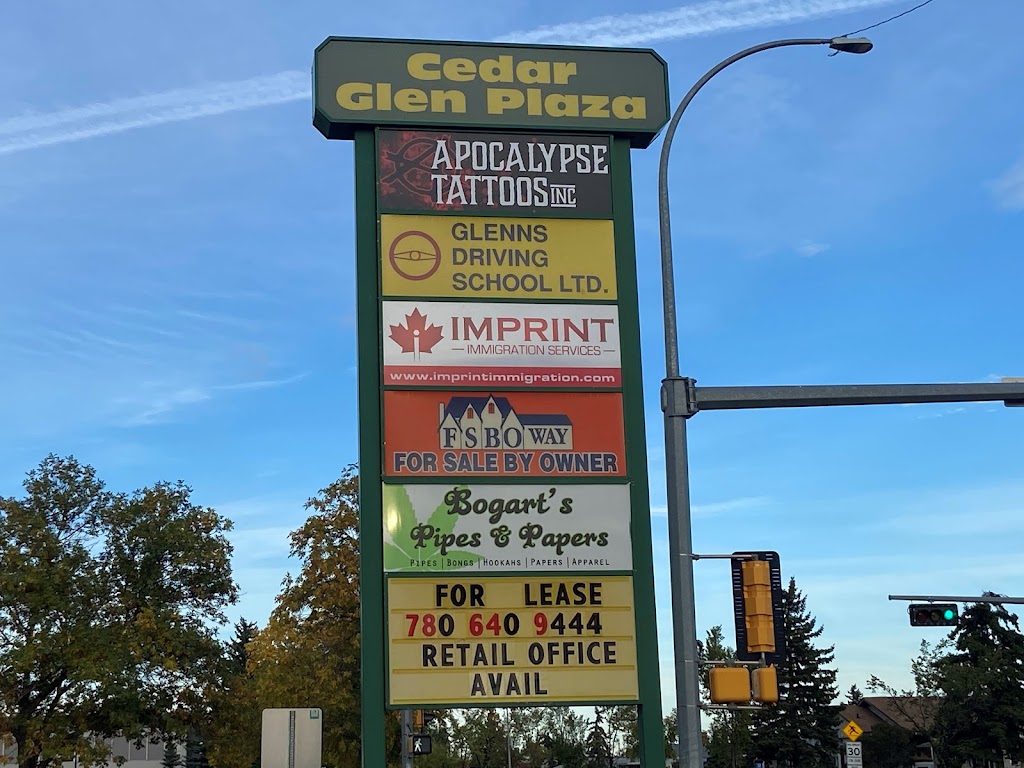 Cedar
Glen Plaza
APOCALYPSE
TATTOOS INC
GLENNS
DRIVING
SCHOOL LTD.
IMPRINT
— IMMIGRATION SERVICES —
www.imprintimmigration.com
FSBO WAY
FOR SALE BY OWNER
Bogart's
Pipes & Papers
PIPES | BONGS | HOOKAHS | PAPERS | APPAREL
FOR LEASE
780 640 9444
RETAIL OFFICE
AVAIL
30